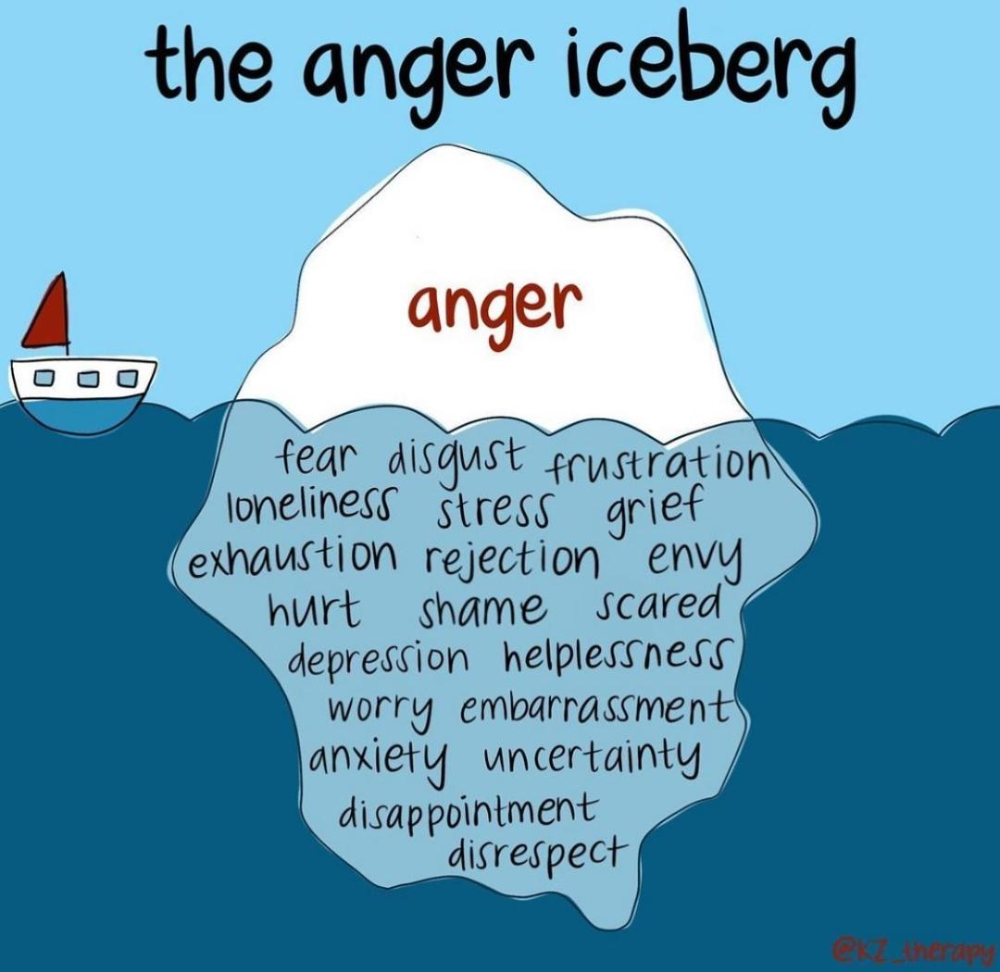 the anger iceberg
anger
fear disgust frustration
loneliness stress grief
exhaustion rejection envy
hurt shame scared
depression helplessness
worry embarrassment
anxiety uncertainty
disappointment
disrespect
@KZ_therapy